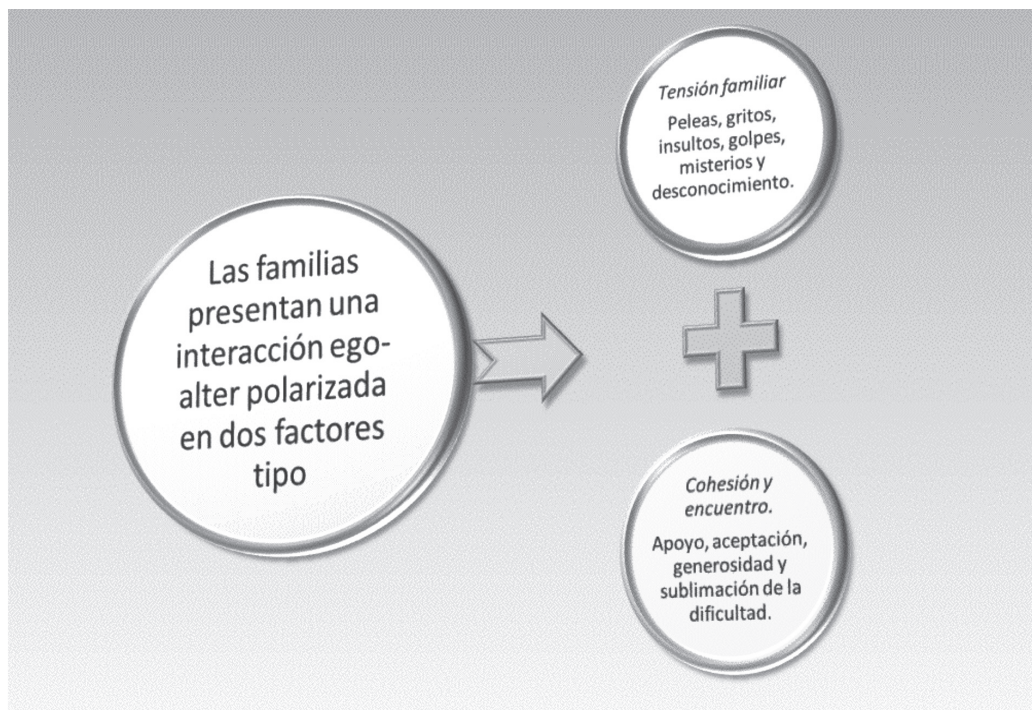 Las familias
presentan una
interacción ego-
alter polarizada
en dos factores
tipo
Tensión familiar
Peleas, gritos,
insultos, golpes,
misterios y
desconocimiento.
Cohesión y
encuentro.
Apoyo, aceptación,
generosidad y
sublimación de la
dificultad.